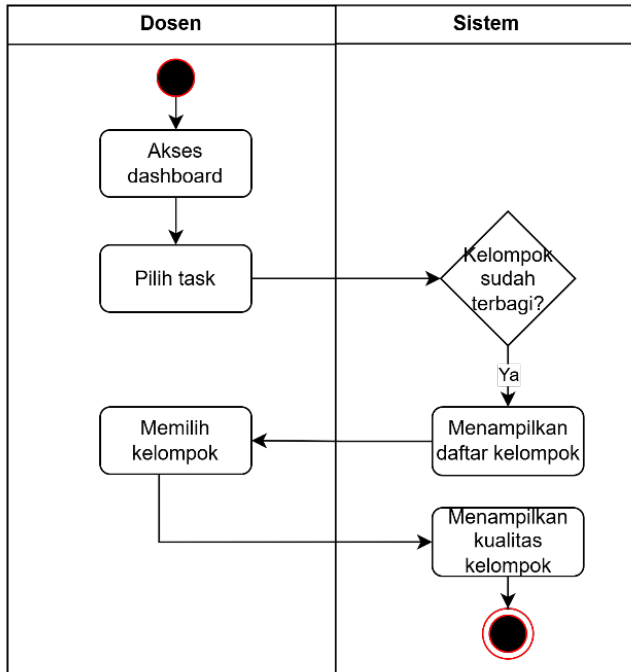 Dosen
Sistem
Akses
dashboard
Pilih task
Kelompok
sudah
terbagi?
Ya
Menampilkan
daftar kelompok
Memilih
kelompok
Menampilkan
kualitas
kelompok